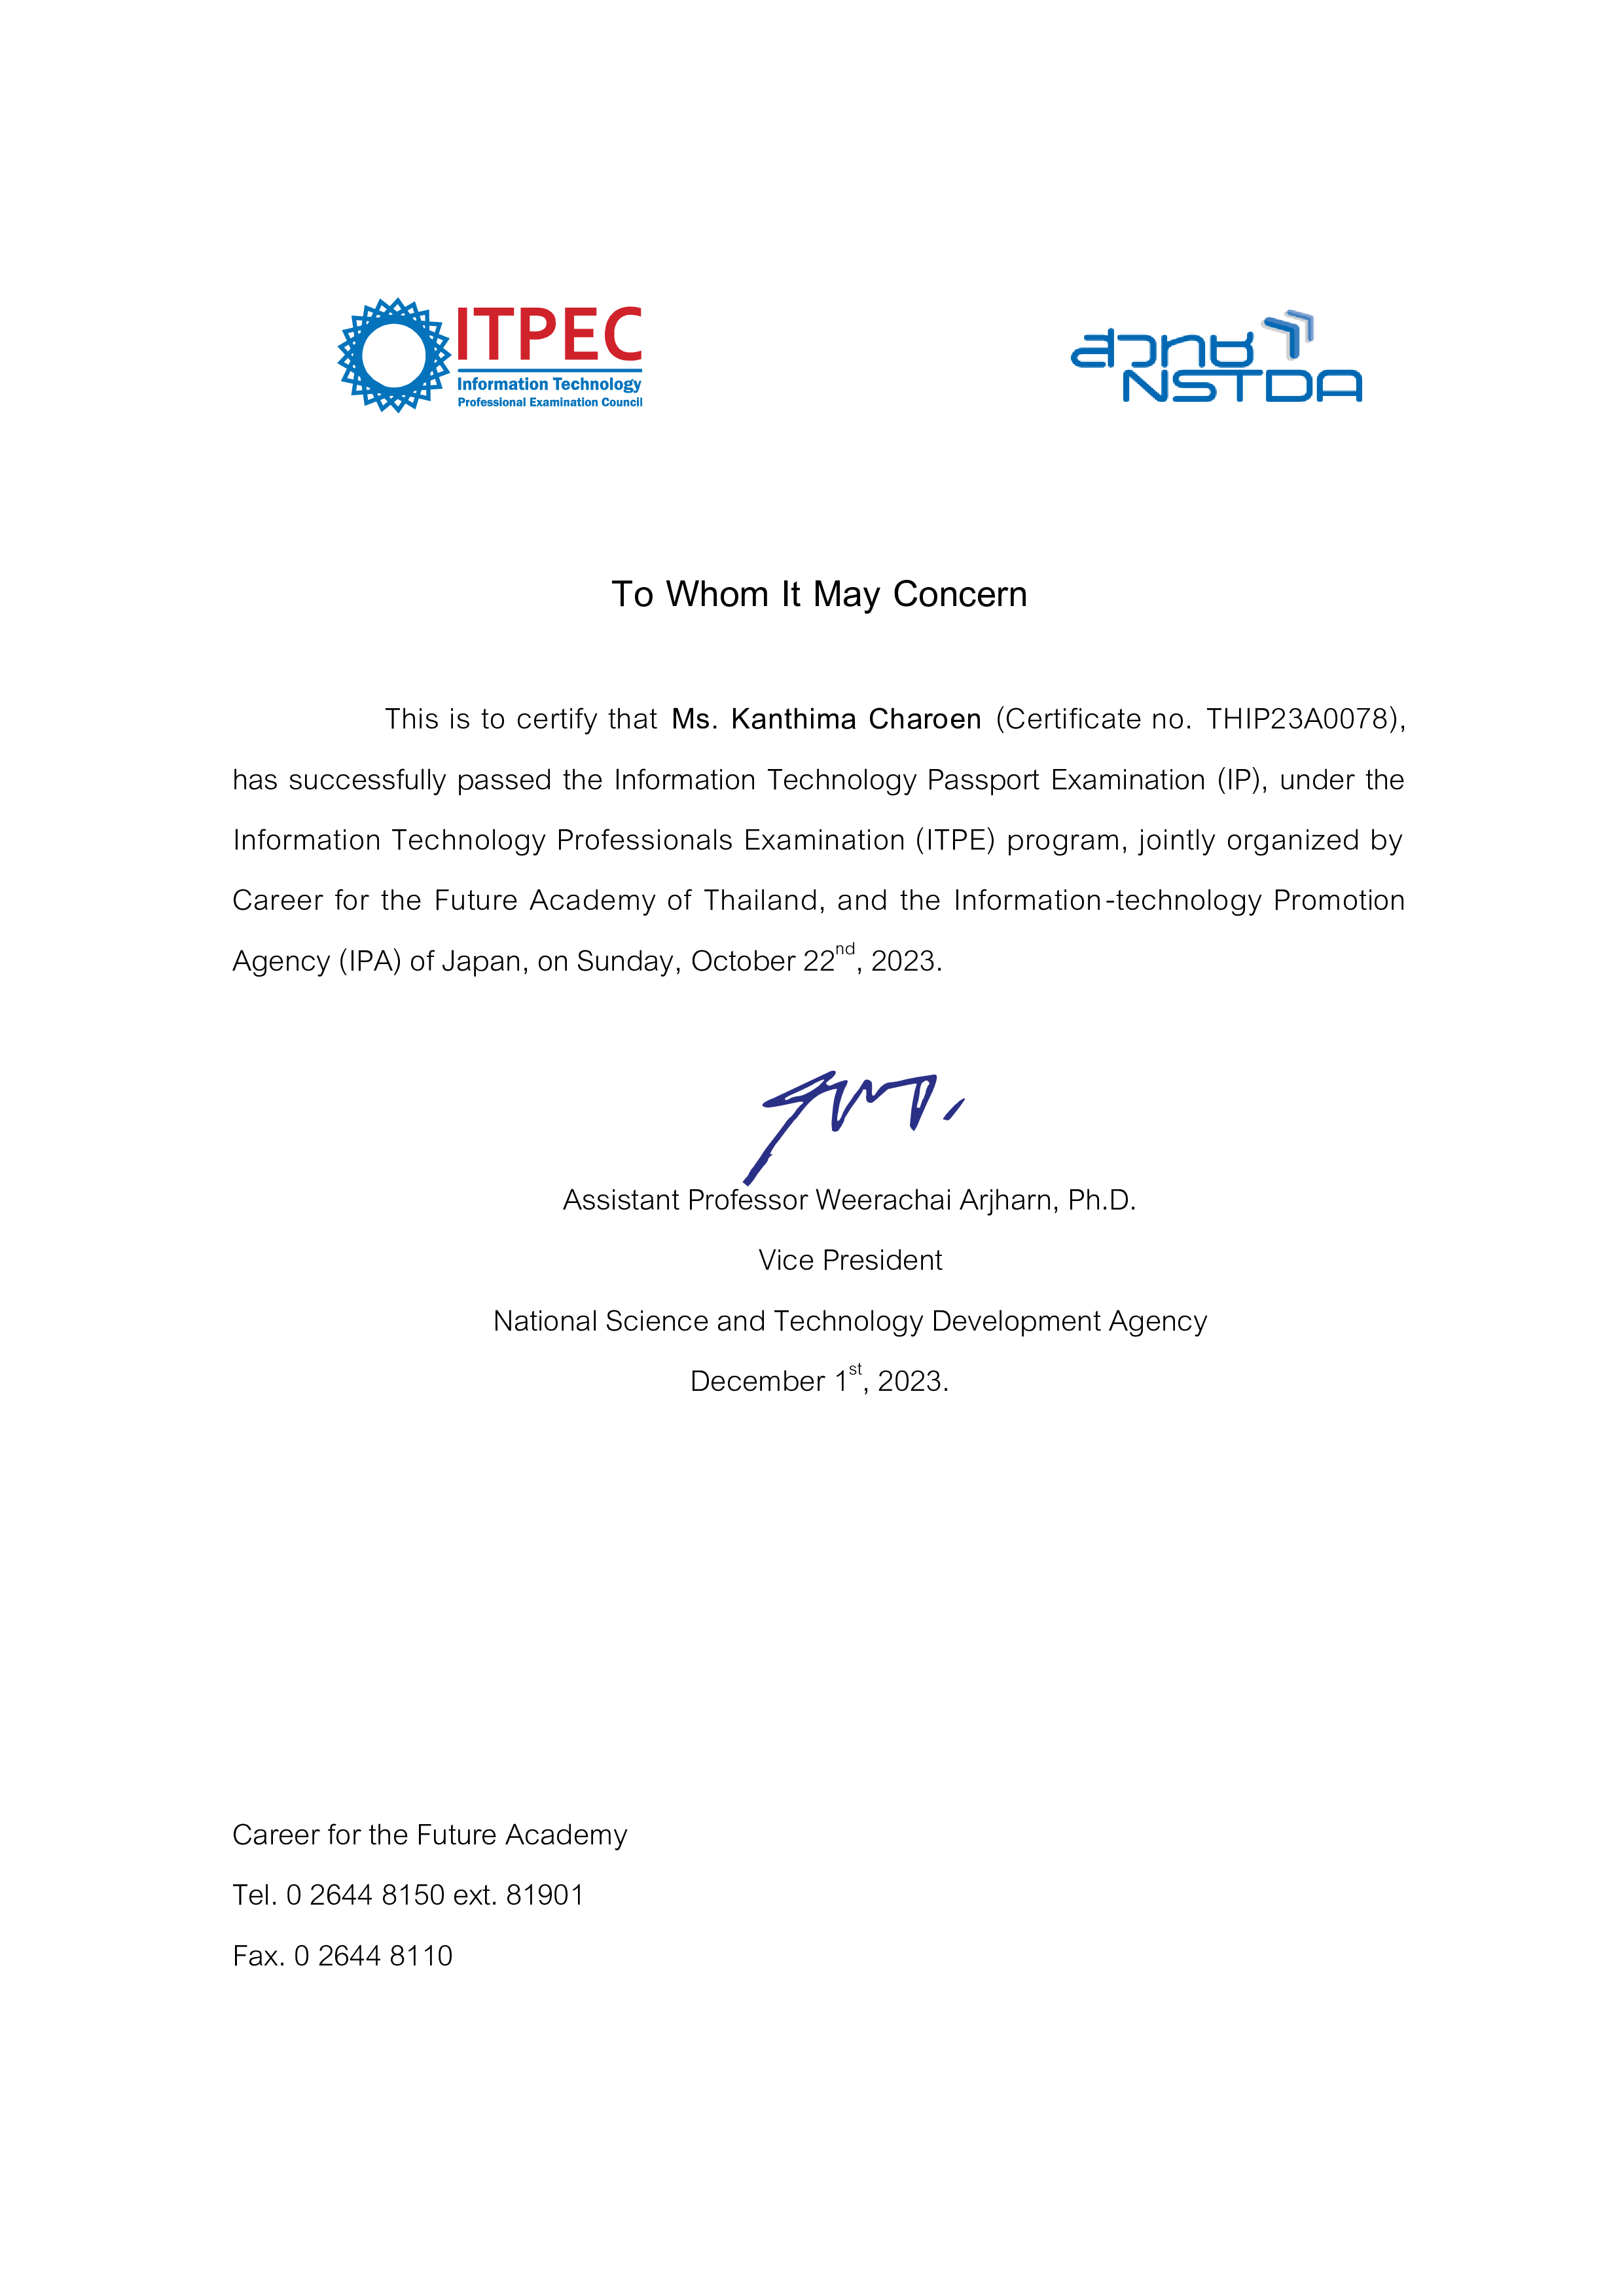 ITPEC
Information Technology
Professional Examination Council
สวทช
NSTDA
To Whom It May Concern
This is to certify that Ms. Kanthima Charoen (Certificate no. THIP23A0078),
has successfully passed the Information Technology Passport Examination (IP), under the
Information Technology Professionals Examination (ITPE) program, jointly organized by
Career for the Future Academy of Thailand, and the Information-technology Promotion
Agency (IPA) of Japan, on Sunday, October 22nd, 2023.
Assistant Professor Weerachai Arjharn, Ph.D.
Vice President
National Science and Technology Development Agency
December 1st, 2023.
Career for the Future Academy
Tel. 0 2644 8150 ext. 81901
Fax. 0 2644 8110